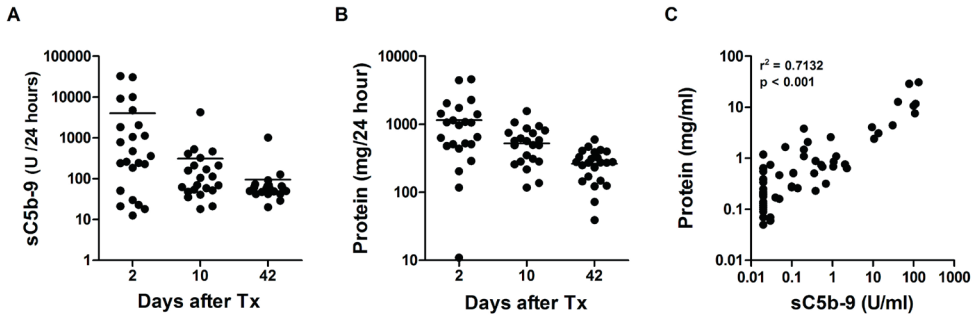 A
sC5b-9 (U /24 hours)
100000
10000
1000
100
10
1
2
10
42
Days after Tx
B
Protein (mg/24 hour)
10000
1000
100
10
2
10
42
Days after Tx
C
Protein (mg/ml)
r² = 0.7132
p < 0.001
100
10
1
0.1
0.01
0.01
0.1
1
10
100
1000
sC5b-9 (U/ml)